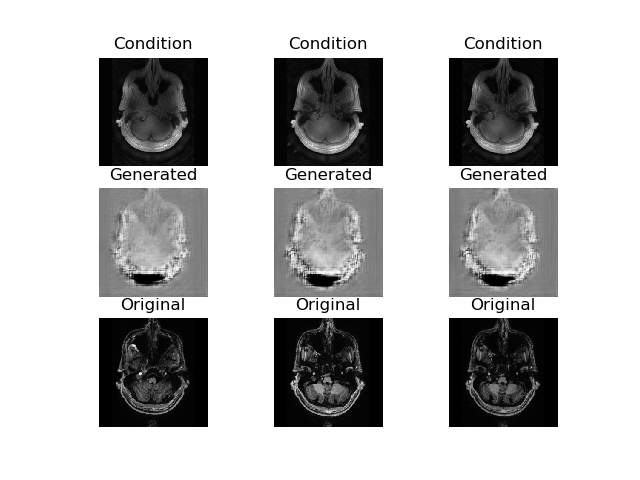 Condition Condition Condition
Generated Generated Generated
Original Original Original